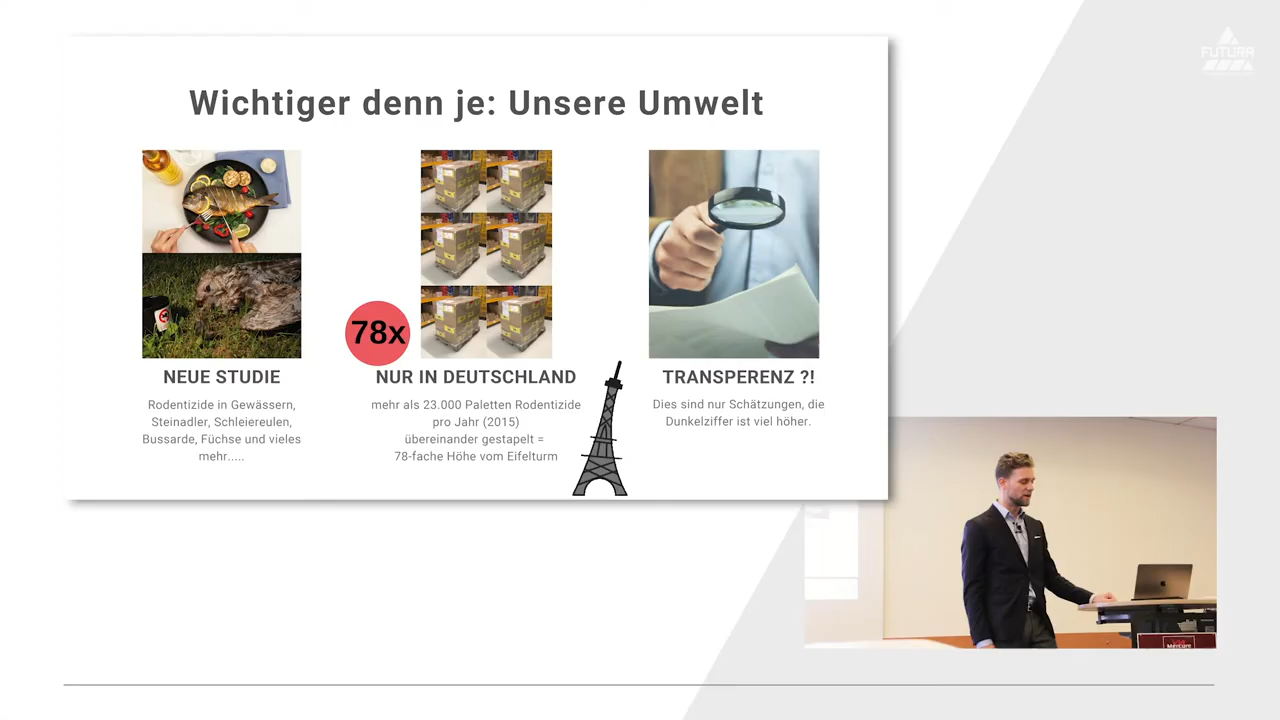 FUTURA
Wichtiger denn je: Unsere Umwelt
NEUE STUDIE
Rodentizide in Gewässern,
Steinadler, Schleiereulen,
Bussarde, Füchse und vieles
mehr.....
78x
NUR IN DEUTSCHLAND
mehr als 23.000 Paletten Rodentizide
pro Jahr (2015)
übereinander gestapelt =
78-fache Höhe vom Eifelturm
TRANSPERENZ ?!
Dies sind nur Schätzungen, die
Dunkelziffer ist viel höher.
Mercure